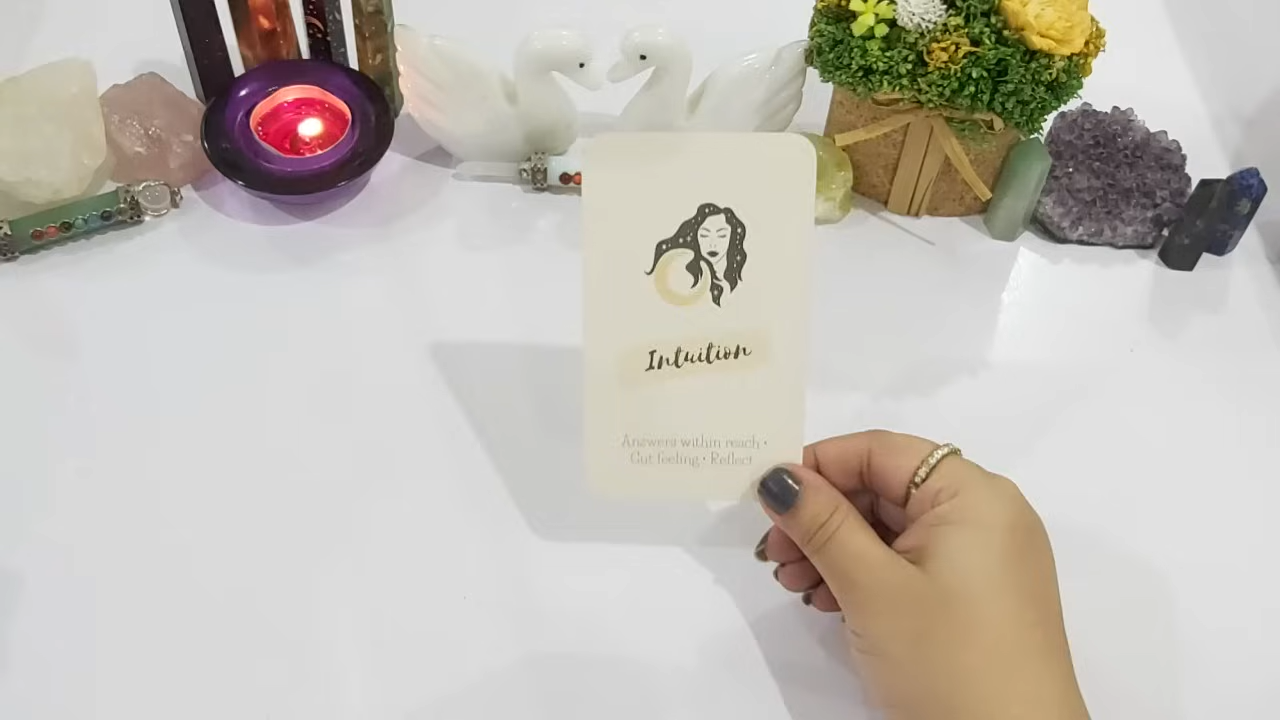 Intuition
Answers within reach •
Gut feeling • Reflect